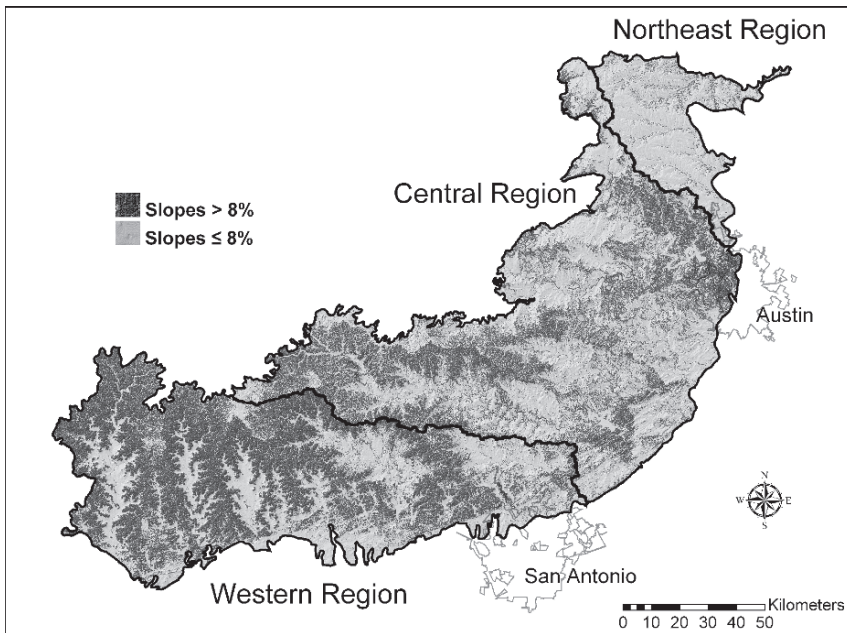 Northeast Region
Central Region
Slopes > 8%
Slopes ≤ 8%
Austin
N
W E
S
San Antonio
Western Region
Kilometers
0 5 10 20 30 40 50